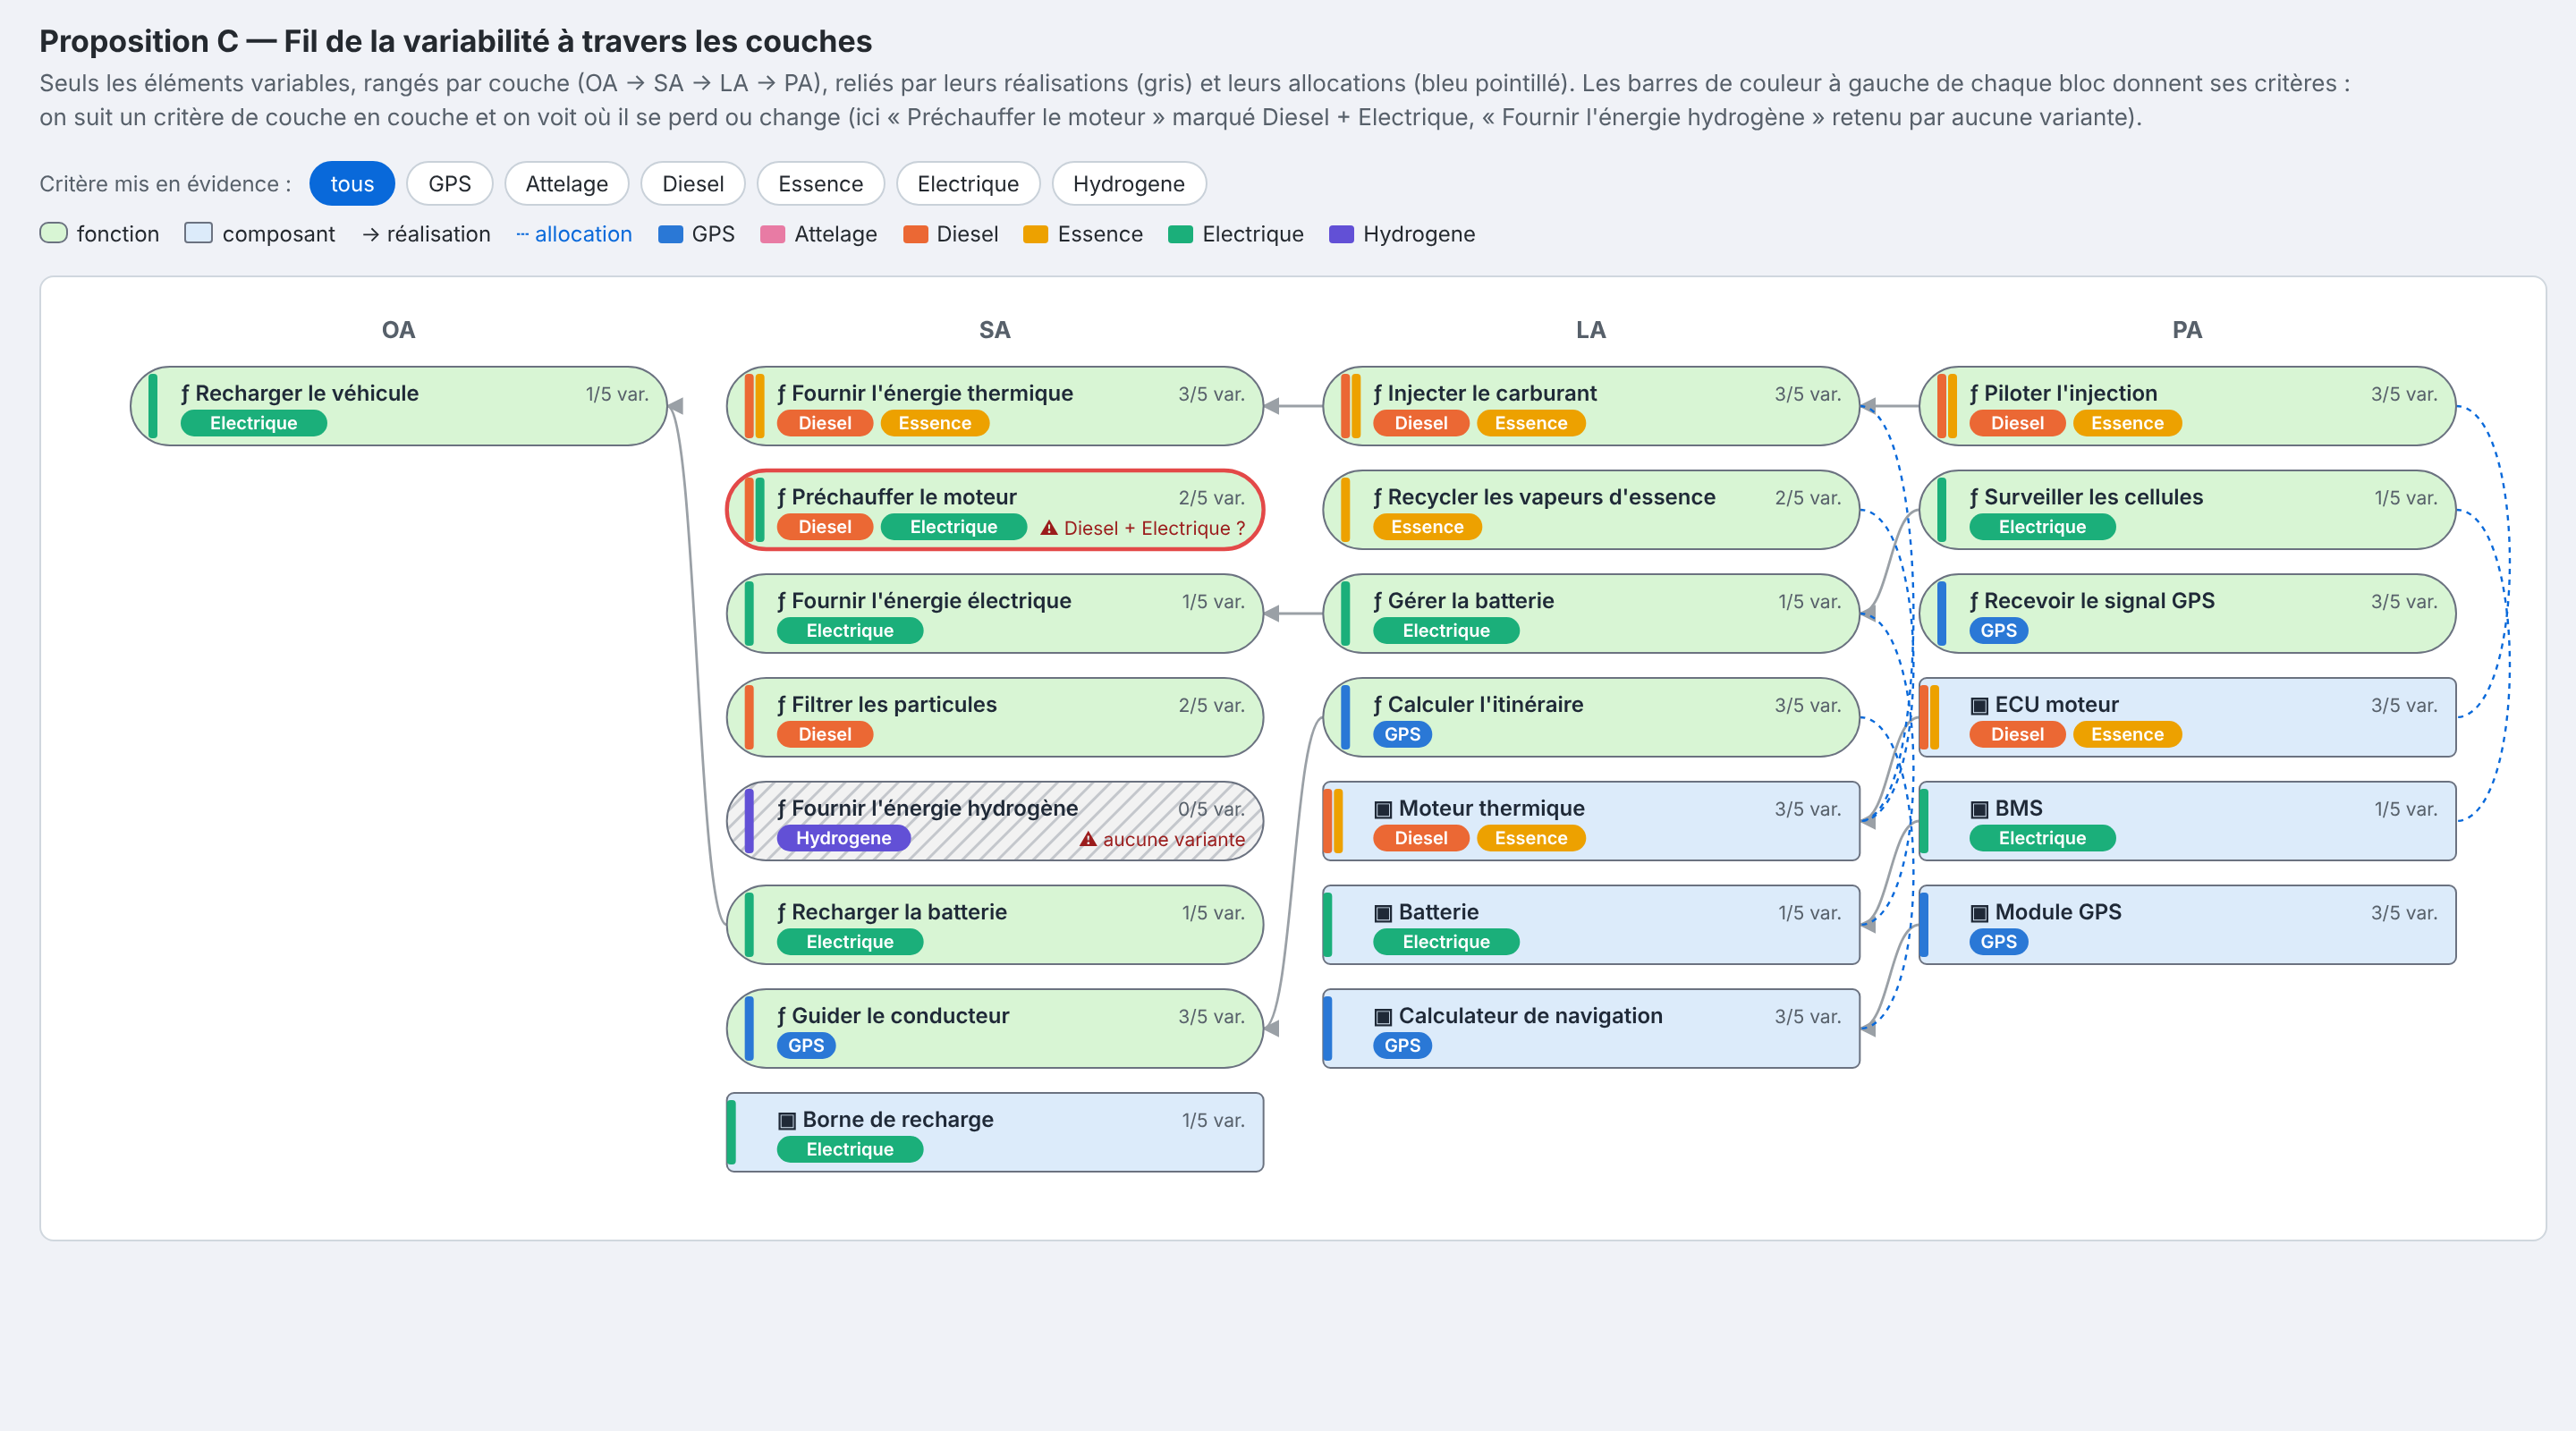 Proposition C — Fil de la variabilité à travers les couches
Seuls les éléments variables, rangés par couche (OA → SA → LA → PA), reliés par leurs réalisations (gris) et leurs allocations (bleu pointillé). Les barres de couleur à gauche de chaque bloc donnent ses critères :
on suit un critère de couche en couche et on voit où il se perd ou change (ici « Préchauffer le moteur » marqué Diesel + Electrique, « Fournir l'énergie hydrogène » retenu par aucune variante).
Critère mis en évidence : tous GPS Attelage Diesel Essence Electrique Hydrogene
fonction composant → réalisation --- allocation GPS Attelage Diesel Essence Electrique Hydrogene
OA
ƒ Recharger le véhicule 1/5 var.
Electrique
SA
ƒ Fournir l'énergie thermique 3/5 var.
Diesel Essence
ƒ Préchauffer le moteur 2/5 var.
Diesel Electrique ⚠ Diesel + Electrique ?
ƒ Fournir l'énergie électrique 1/5 var.
Electrique
ƒ Filtrer les particules 2/5 var.
Diesel
ƒ Fournir l'énergie hydrogène 0/5 var.
Hydrogene ⚠ aucune variante
ƒ Recharger la batterie 1/5 var.
Electrique
ƒ Guider le conducteur 3/5 var.
GPS
▣ Borne de recharge 1/5 var.
Electrique
LA
ƒ Injecter le carburant 3/5 var.
Diesel Essence
ƒ Recycler les vapeurs d'essence 2/5 var.
Essence
ƒ Gérer la batterie 1/5 var.
Electrique
ƒ Calculer l'itinéraire 3/5 var.
GPS
▣ Moteur thermique 3/5 var.
Diesel Essence
▣ Batterie 1/5 var.
Electrique
▣ Calculateur de navigation 3/5 var.
GPS
PA
ƒ Piloter l'injection 3/5 var.
Diesel Essence
ƒ Surveiller les cellules 1/5 var.
Electrique
ƒ Recevoir le signal GPS 3/5 var.
GPS
▣ ECU moteur 3/5 var.
Diesel Essence
▣ BMS 1/5 var.
Electrique
▣ Module GPS 3/5 var.
GPS